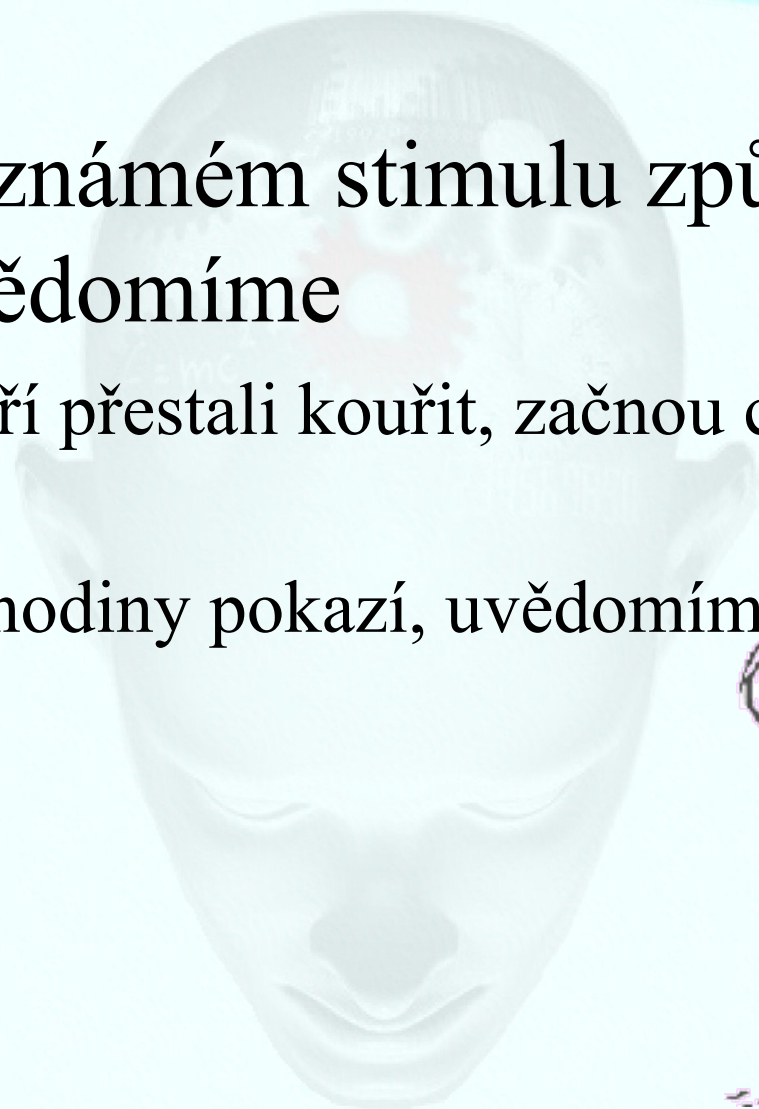 známém stimulu způ
ědomíme
ří přestali kouřit, začnou
hodiny pokazí, uvědomím